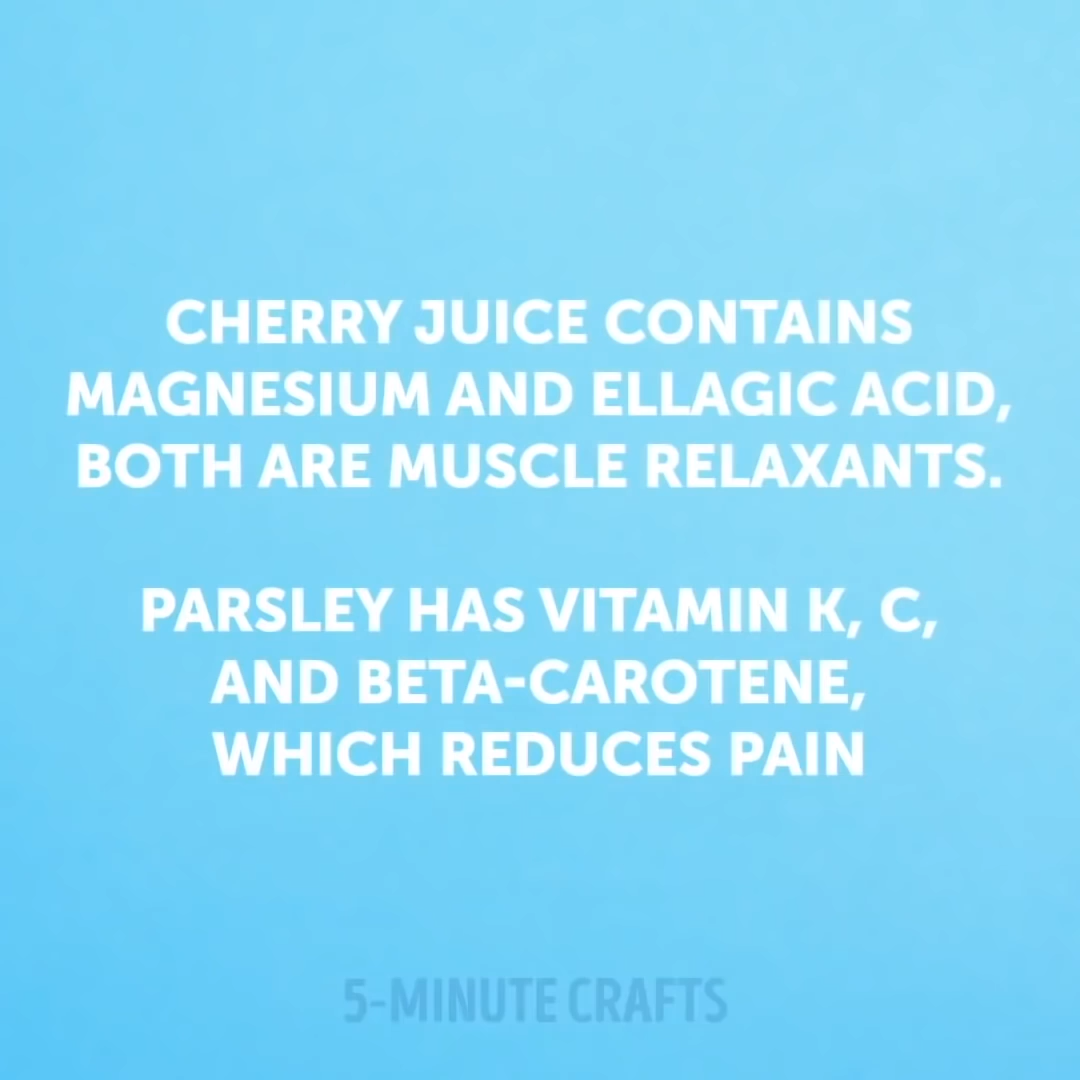 CHERRY JUICE CONTAINS
MAGNESIUM AND ELLAGIC ACID,
BOTH ARE MUSCLE RELAXANTS.
PARSLEY HAS VITAMIN K, C,
AND BETA-CAROTENE,
WHICH REDUCES PAIN
5-MINUTE CRAFTS